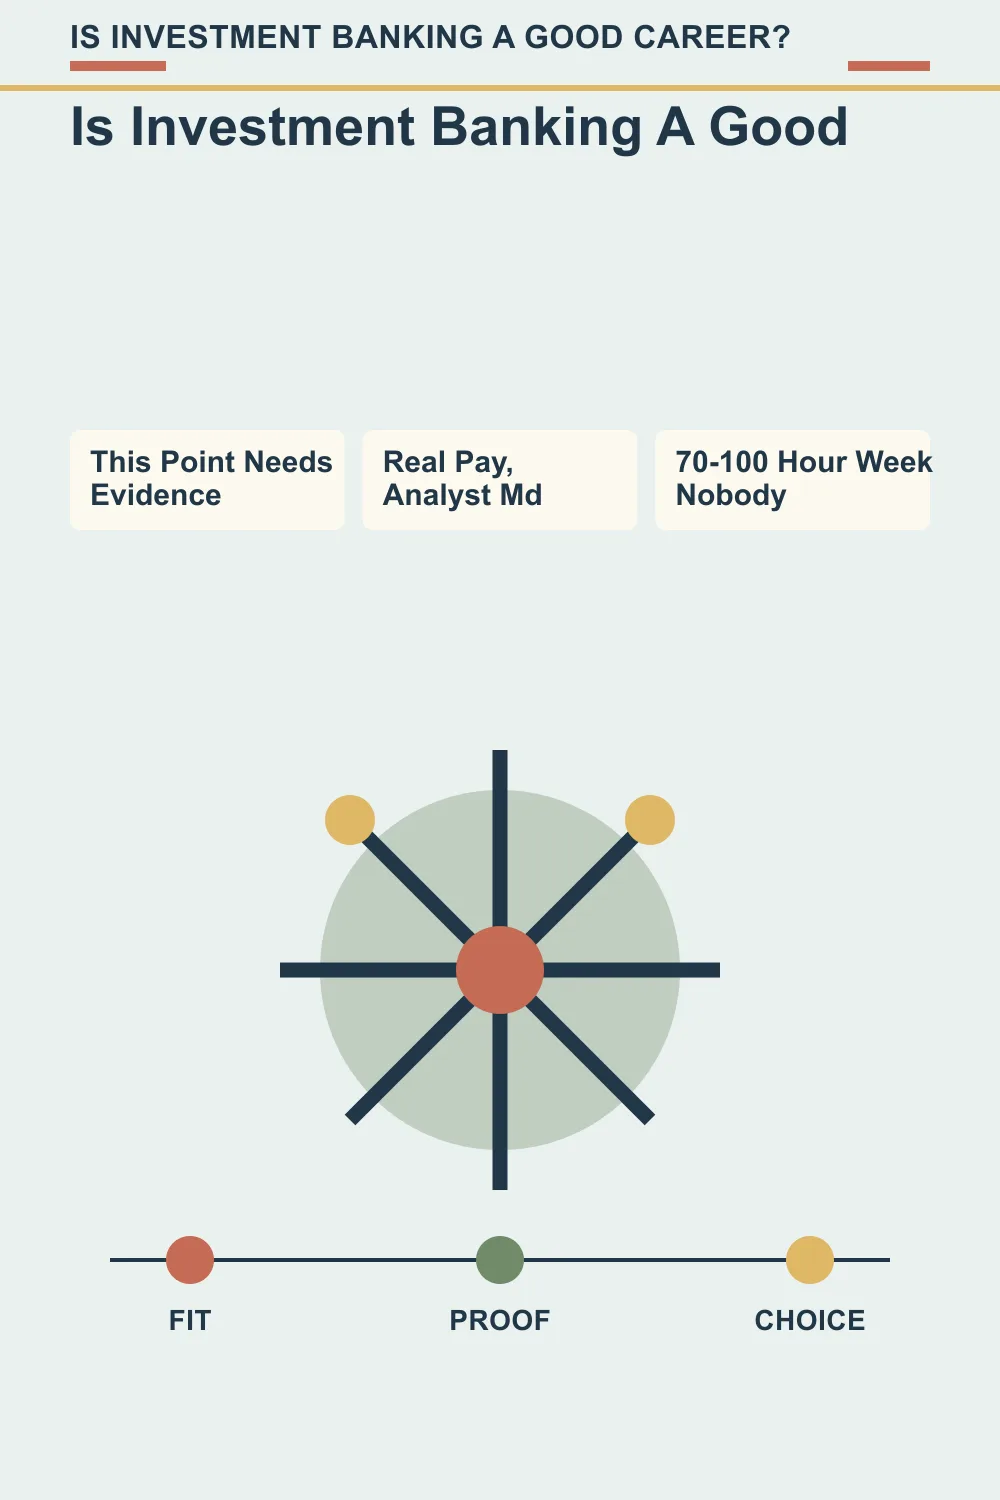 IS INVESTMENT BANKING A GOOD CAREER?
Is Investment Banking A Good
This Point Needs
Evidence
Real Pay,
Analyst Md
70-100 Hour Week
Nobody
FIT
PROOF
CHOICE